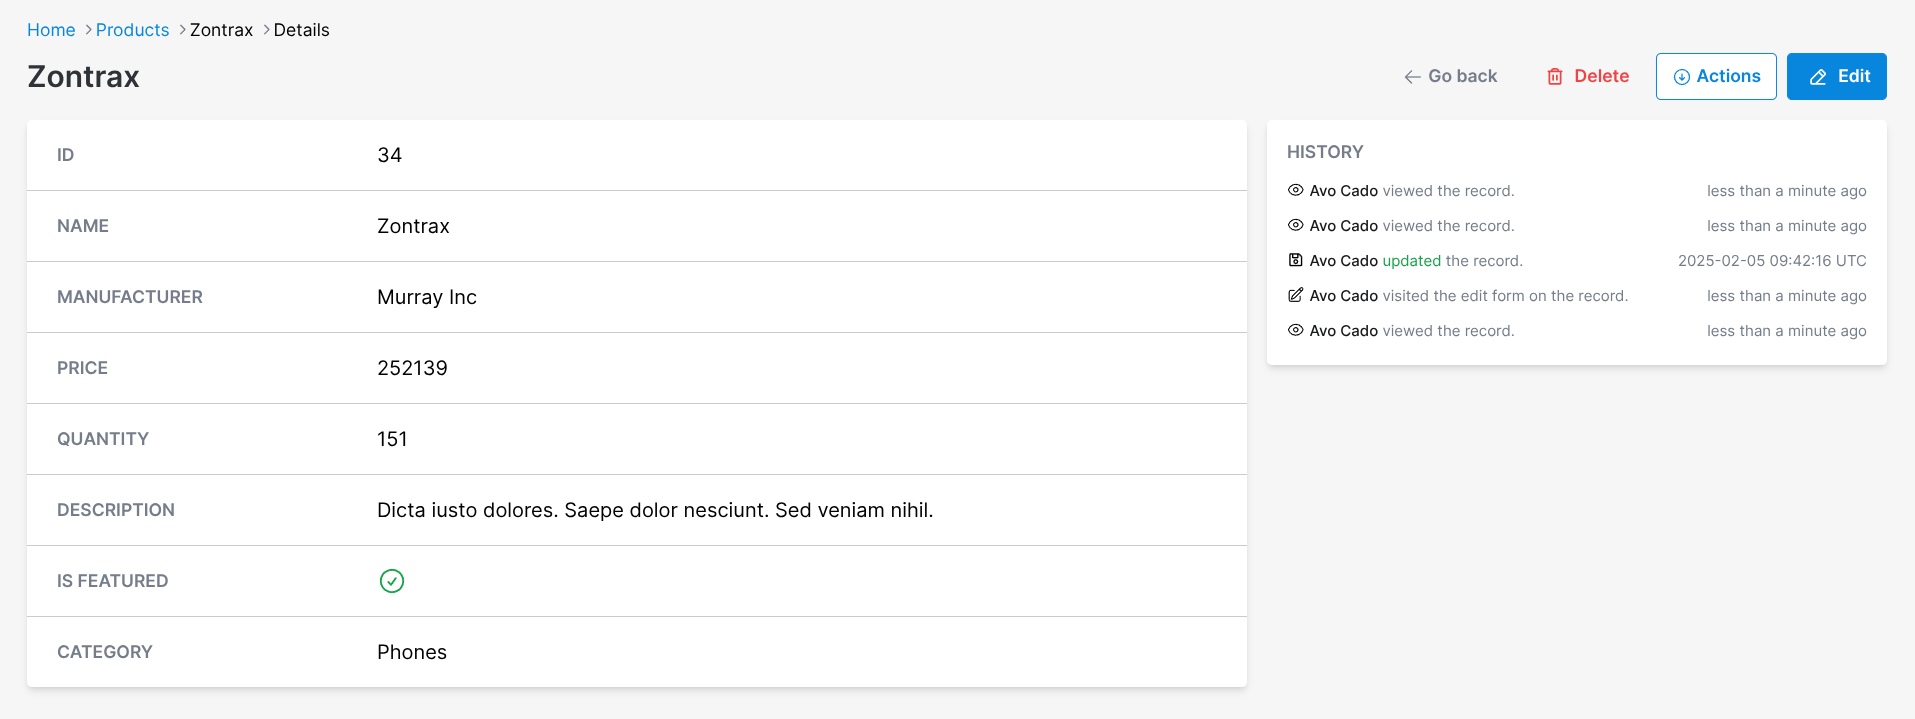 Home > Products > Zontrax > Details
Zontrax
← Go back Delete Actions Edit
ID 34
NAME Zontrax
MANUFACTURER Murray Inc
PRICE 252139
QUANTITY 151
DESCRIPTION Dicta iusto dolores. Saepe dolor nesciunt. Sed veniam nihil.
IS FEATURED
CATEGORY Phones
HISTORY
Avo Cado viewed the record. less than a minute ago
Avo Cado viewed the record. less than a minute ago
Avo Cado updated the record. 2025-02-05 09:42:16 UTC
Avo Cado visited the edit form on the record. less than a minute ago
Avo Cado viewed the record. less than a minute ago